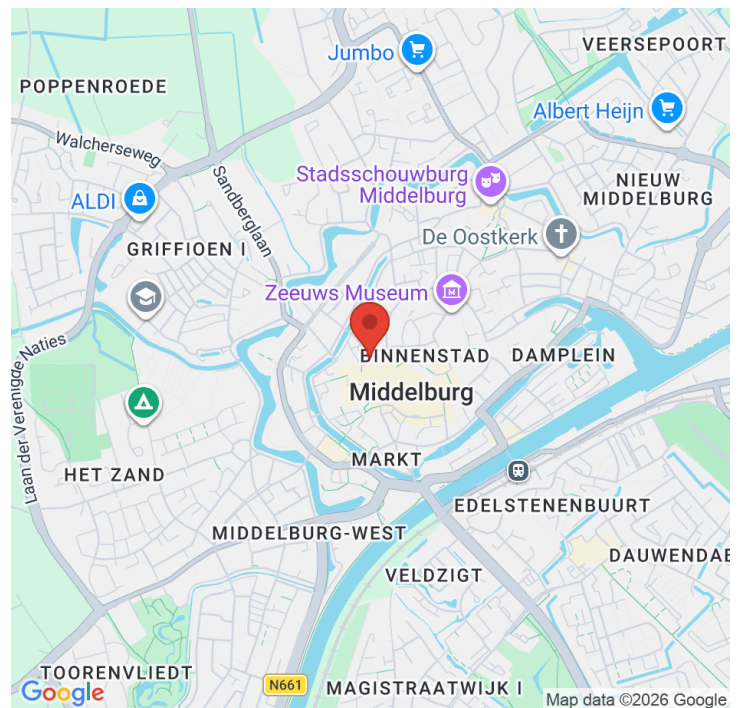 Jumbo
VEERSEPOORT
POPPENROEDE
Albert Heijn
Walcherseweg
Stadsschouwburg
Middelburg
NIEUW
MIDDELBURG
ALDI
Sandberglaan
De Oostkerk
GRIFFIOEN I
Zeeuws Museum
M
Laan der Verenigde Naties
BINNENSTAD
DAMPLEIN
Middelburg
MARKT
HET ZAND
EDELSTENENBUURT
MIDDELBURG-WEST
DAUWENDAE
VELDZIGT
TOORENVLIEDT
N661
MAGISTRAATWIJK I
Google
Map data ©2026 Google